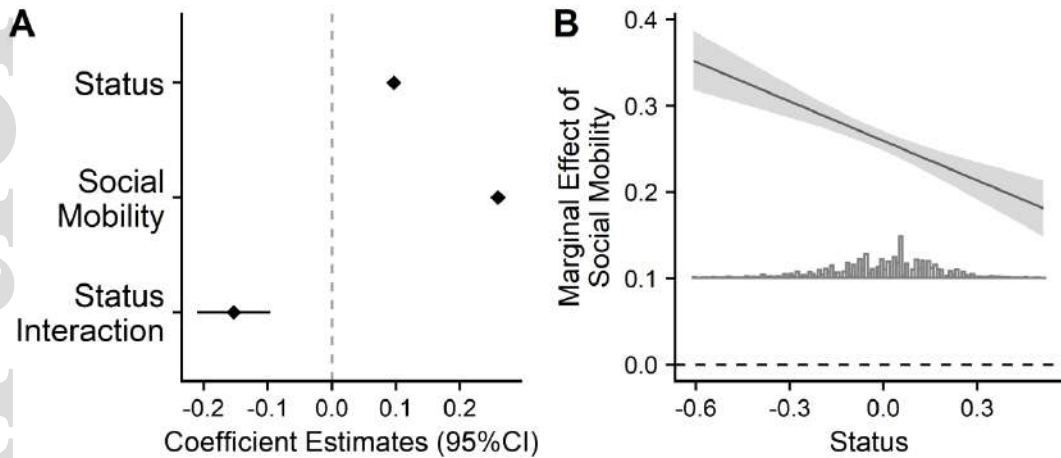 A
Status
Social
Mobility
Status
Interaction
-0.2 -0.1 0.0 0.1 0.2
Coefficient Estimates (95%CI)
B
Marginal Effect of
Social Mobility
0.4
0.3
0.2
0.1
0.0
-0.6 -0.3 0.0 0.3
Status